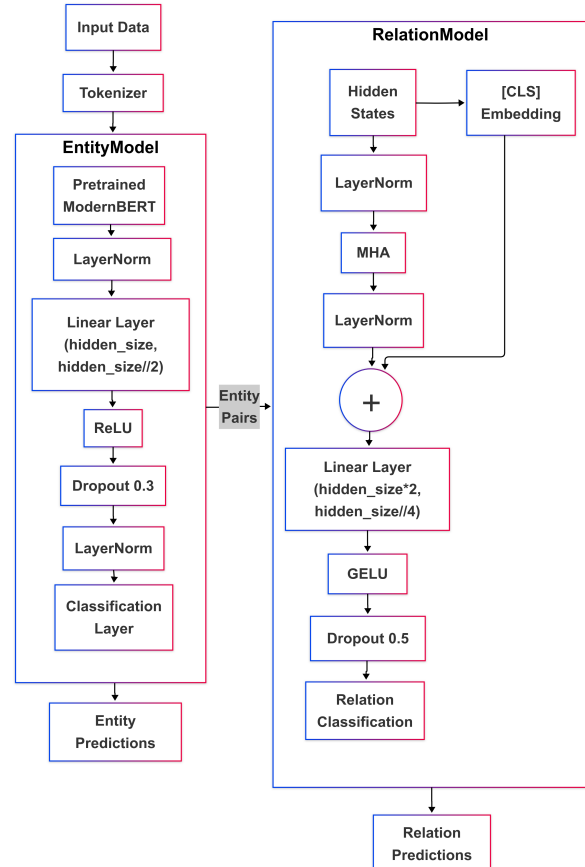 Input Data
Tokenizer
EntityModel
Pretrained
ModernBERT
LayerNorm
Linear Layer
(hidden_size,
hidden_size//2)
ReLU
Dropout 0.3
LayerNorm
Classification
Layer
Entity
Predictions
Entity
Pairs
RelationModel
Hidden
States
[CLS]
Embedding
LayerNorm
MHA
LayerNorm
+
Linear Layer
(hidden_size*2,
hidden_size//4)
GELU
Dropout 0.5
Relation
Classification
Relation
Predictions